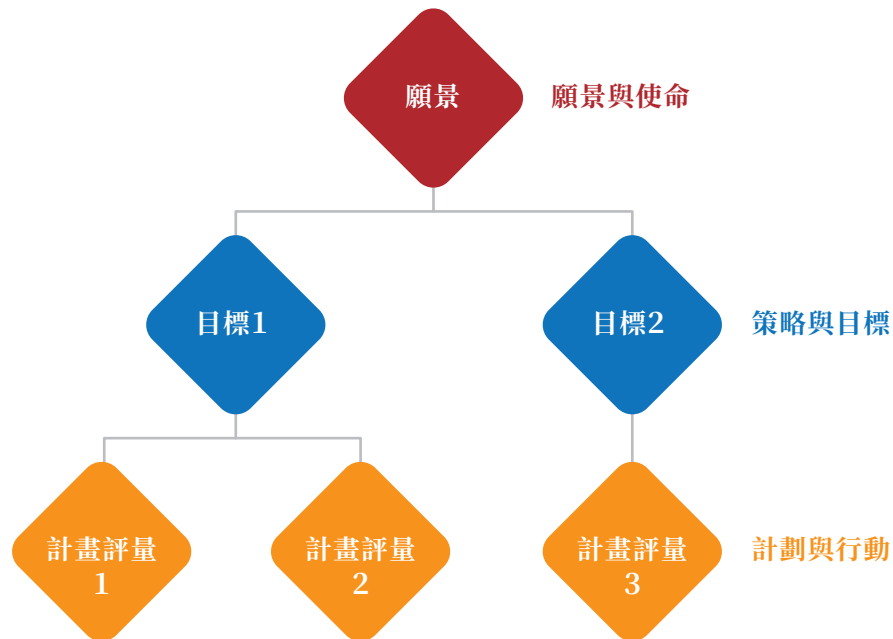 願景
願景與使命
目標1
目標2
策略與目標
計畫評量
1
計畫評量
2
計畫評量
3
計劃與行動